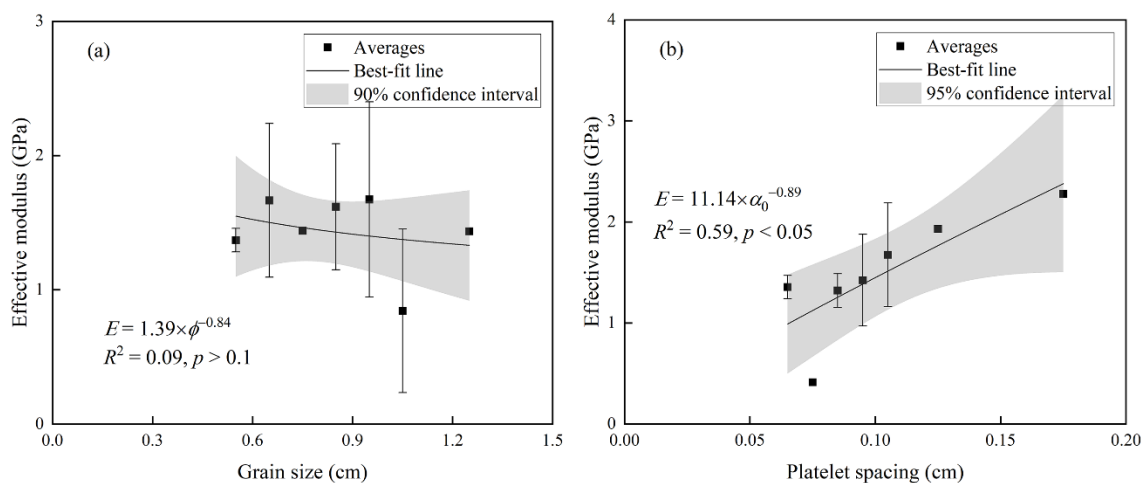 (a)
Averages
Best-fit line
90% confidence interval
E = 1.39×ϕ⁻⁰·⁸⁴
R² = 0.09, p > 0.1
Effective modulus (GPa)
3
2
1
0
0.0 0.3 0.6 0.9 1.2 1.5
Grain size (cm)
(b)
Averages
Best-fit line
95% confidence interval
E = 11.14×α₀⁻⁰·⁸⁹
R² = 0.59, p < 0.05
Effective modulus (GPa)
4
3
2
1
0
0.00 0.05 0.10 0.15 0.20
Platelet spacing (cm)